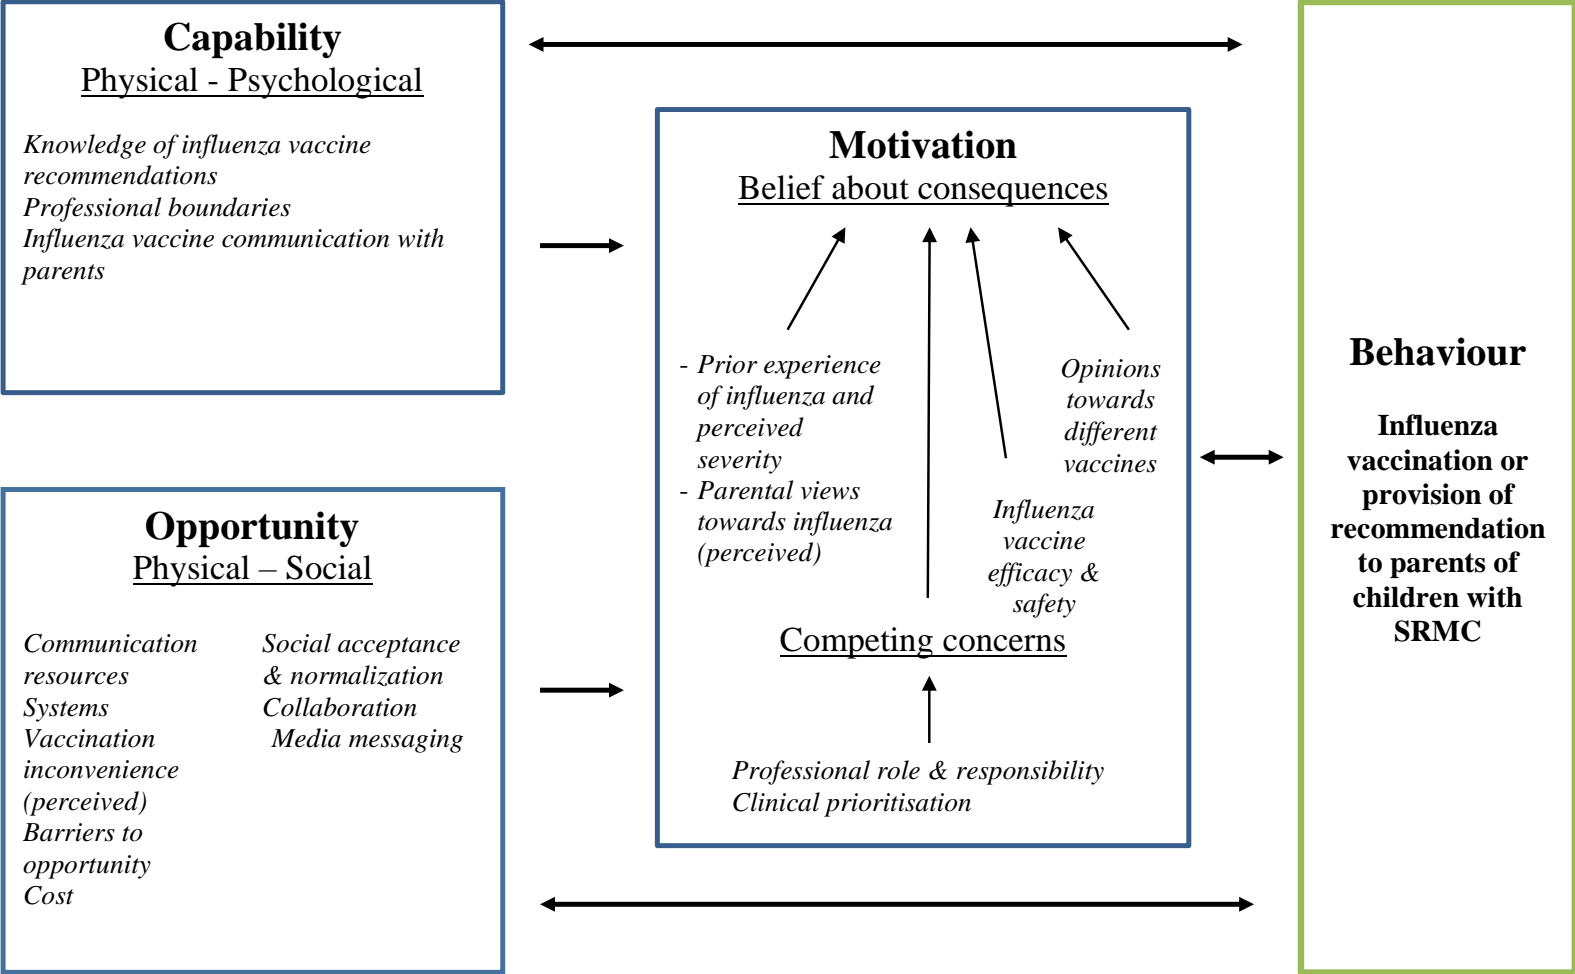 Capability
Physical - Psychological
Knowledge of influenza vaccine
recommendations
Professional boundaries
Influenza vaccine communication with
parents
Opportunity
Physical – Social
Communication
resources
Systems
Vaccination
inconvenience
(perceived)
Barriers to
opportunity
Cost
Social acceptance
& normalization
Collaboration
Media messaging
Motivation
Belief about consequences
- Prior experience
of influenza and
perceived
severity
- Parental views
towards influenza
(perceived)
Opinions
towards
different
vaccines
Influenza
vaccine
efficacy &
safety
Competing concerns
Professional role & responsibility
Clinical prioritisation
Behaviour
Influenza
vaccination or
provision of
recommendation
to parents of
children with
SRMC